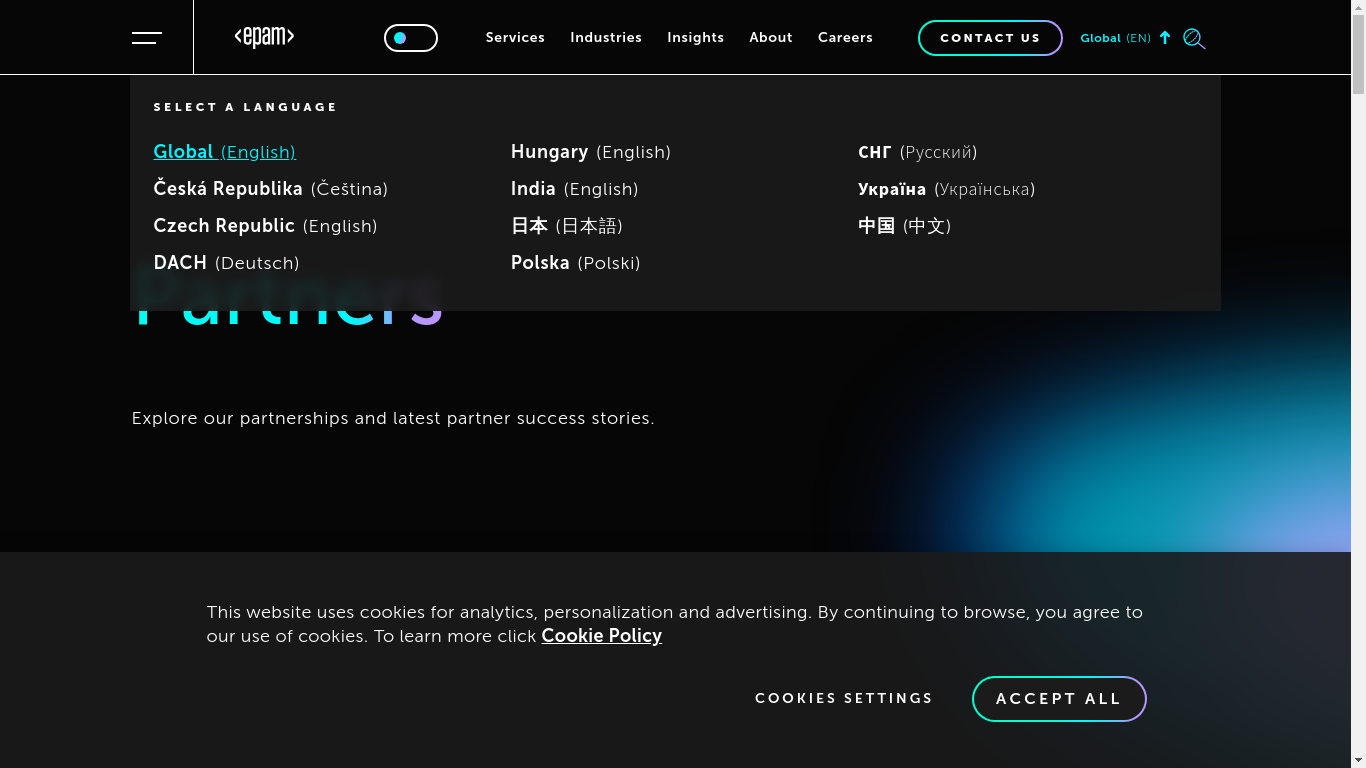 <epam>
Services Industries Insights About Careers
CONTACT US
Global (EN)
SELECT A LANGUAGE
Global (English)
Česká Republika (Čeština)
Czech Republic (English)
DACH (Deutsch)
Hungary (English)
India (English)
日本 (日本語)
Polska (Polski)
СНГ (Русский)
Україна (Українська)
中国 (中文)
Partners
Explore our partnerships and latest partner success stories.
This website uses cookies for analytics, personalization and advertising. By continuing to browse, you agree to
our use of cookies. To learn more click Cookie Policy
COOKIES SETTINGS
ACCEPT ALL